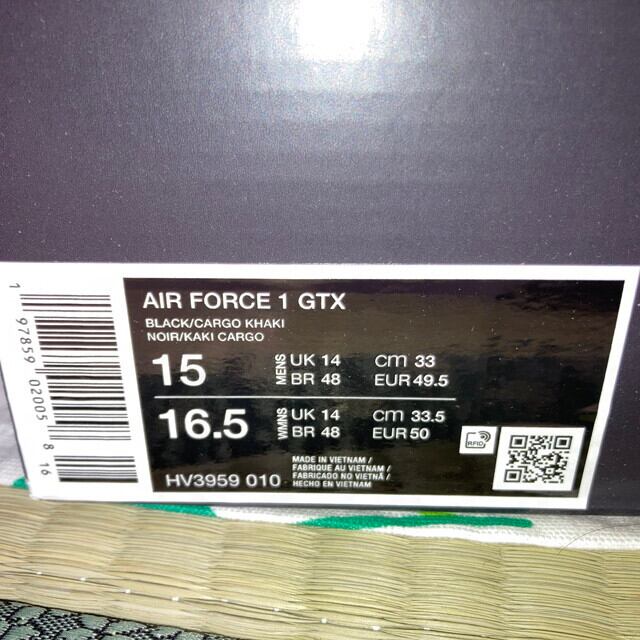 AIR FORCE 1 GTX
BLACK/CARGO KHAKI
NOIR/KAKI CARGO
15 MENS UK 14 cm 33
BR 48 EUR 49.5
16.5 WMNS UK 14 cm 33.5
BR 48 EUR 50
RFID
HV3959 010
MADE IN VIETNAM /
FABRIQUE AU VIETNAM /
FABRICADO NO VIETNÃ /
HECHO EN VIETNAM
1 97859 02005 8 16